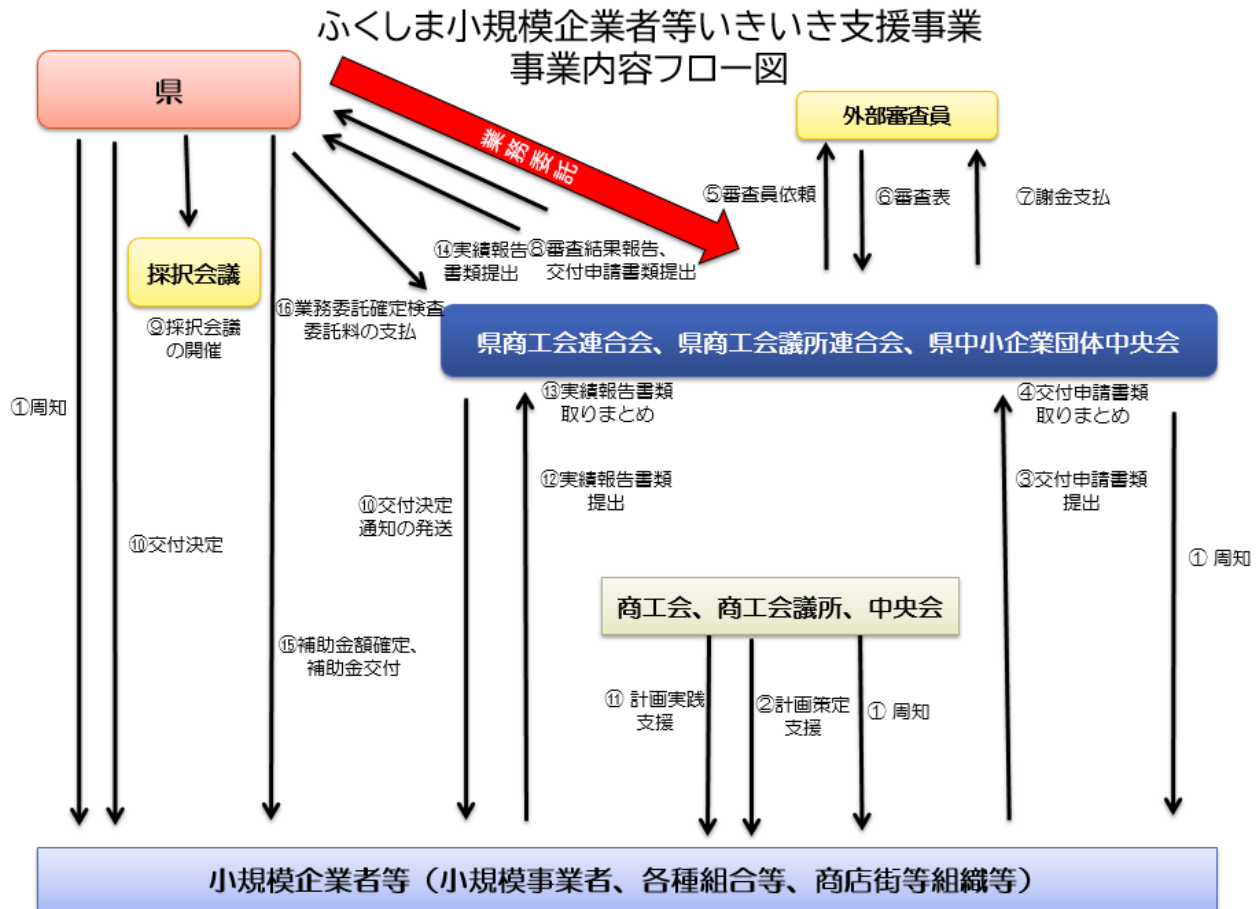 ふくしま小規模企業者等いきいき支援事業
事業内容フロー図
県
業務委託
外部審査員
⑤審査員依頼
⑥審査表
⑦謝金支払
採択会議
⑨採択会議
の開催
⑭実績報告
書類提出
⑧審査結果報告、
交付申請書類提出
⑯業務委託確定検査
委託料の支払
県商工会連合会、県商工会議所連合会、県中小企業団体中央会
①周知
⑩交付決定
⑬実績報告書類
取りまとめ
④交付申請書類
取りまとめ
⑫実績報告書類
提出
③交付申請書類
提出
⑩交付決定
通知の発送
① 周知
商工会、商工会議所、中央会
⑮補助金額確定、
補助金交付
⑪ 計画実践
支援
②計画策定
支援
① 周知
小規模企業者等（小規模事業者、各種組合等、商店街等組織等）